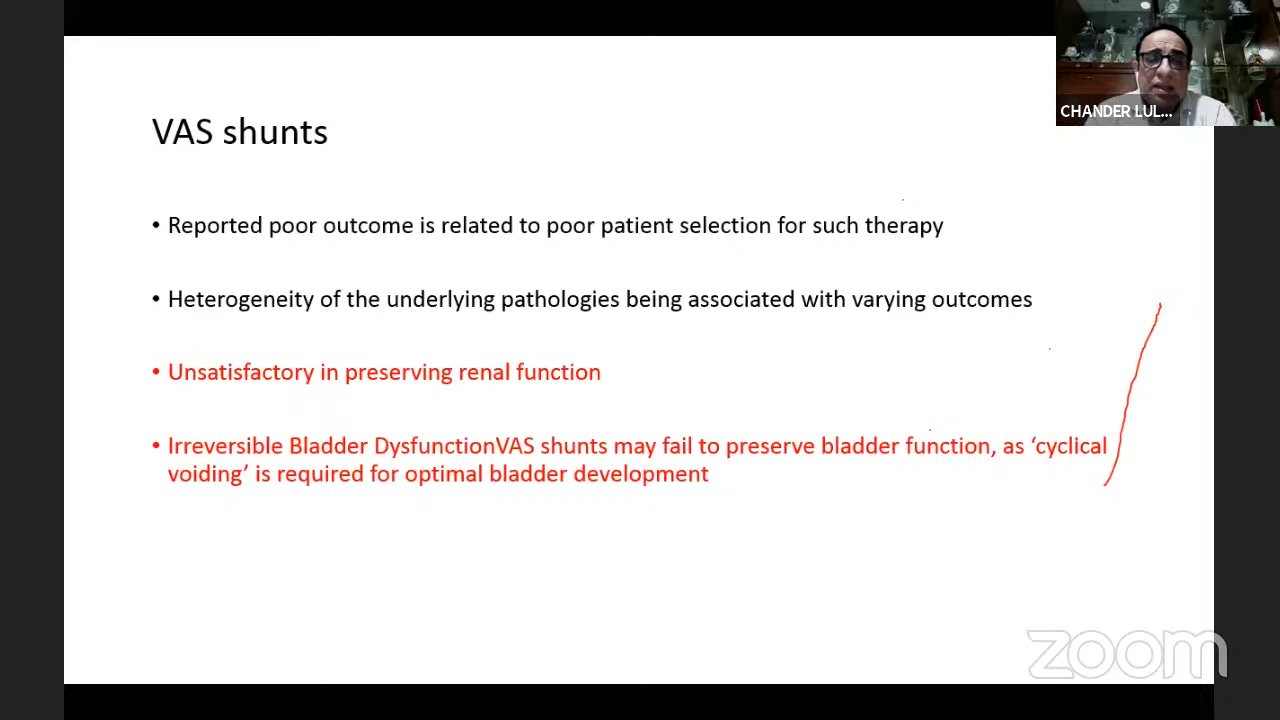 CHANDER LUL...
VAS shunts
• Reported poor outcome is related to poor patient selection for such therapy
• Heterogeneity of the underlying pathologies being associated with varying outcomes
• Unsatisfactory in preserving renal function
• Irreversible Bladder DysfunctionVAS shunts may fail to preserve bladder function, as ‘cyclical
voiding’ is required for optimal bladder development
zoom